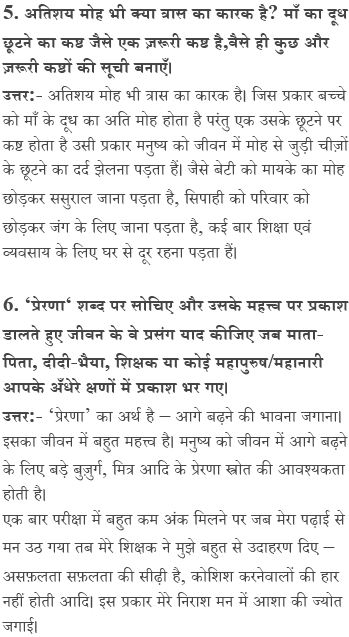 5. अतिशय मोह भी क्या त्रास का कारक है? माँ का दूध
छूटने का कष्ट जैसे एक ज़रूरी कष्ट है,वैसे ही कुछ और
ज़रूरी कष्टों की सूची बनाएँ।
उत्तर:- अतिशय मोह भी त्रास का कारक है। जिस प्रकार बच्चे
को माँ के दूध का अति मोह होता है परंतु एक उसके छूटने पर
कष्ट होता है उसी प्रकार मनुष्य को जीवन में मोह से जुड़ी चीज़ों
के छूटने का दर्द झेलना पड़ता हैं। जैसे बेटी को मायके का मोह
छोड़कर ससुराल जाना पड़ता है, सिपाही को परिवार को
छोड़कर जंग के लिए जाना पड़ता है, कई बार शिक्षा एवं
व्यवसाय के लिए घर से दूर रहना पड़ता हैं।
6. ‘प्रेरणा‘ शब्द पर सोचिए और उसके महत्त्व पर प्रकाश
डालते हुए जीवन के वे प्रसंग याद कीजिए जब माता-
पिता, दीदी-भैया, शिक्षक या कोई महापुरुष/महानारी
आपके अँधेरे क्षणों में प्रकाश भर गए।
उत्तर:- ‘प्रेरणा’ का अर्थ है – आगे बढ़ने की भावना जगाना।
इसका जीवन में बहुत महत्त्व है। मनुष्य को जीवन में आगे बढ़ने
के लिए बड़े बुज़ुर्ग, मित्र आदि के प्रेरणा स्त्रोत की आवश्यकता
होती है।
एक बार परीक्षा में बहुत कम अंक मिलने पर जब मेरा पढ़ाई से
मन उठ गया तब मेरे शिक्षक ने मुझे बहुत से उदाहरण दिए –
असफ़लता सफ़लता की सीढ़ी है, कोशिश करनेवालों की हार
नहीं होती आदि। इस प्रकार मेरे निराश मन में आशा की ज्योत
जगाई।